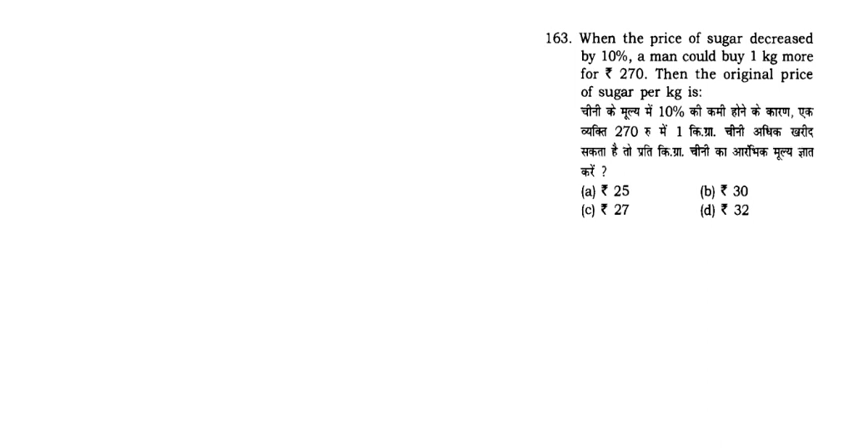 163. When the price of sugar decreased
by 10%, a man could buy 1 kg more
for ₹ 270. Then the original price
of sugar per kg is:
चीनी के मूल्य में 10% की कमी होने के कारण, एक
व्यक्ति 270 रु में 1 कि.ग्रा. चीनी अधिक खरीद
सकता है तो प्रति कि.ग्रा. चीनी का आरंभिक मूल्य ज्ञात
करें ?
(a) ₹ 25 (b) ₹ 30
(c) ₹ 27 (d) ₹ 32